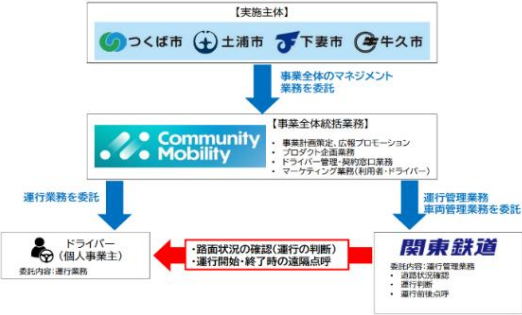 【実施主体】
つくば市 土浦市 下妻市 牛久市
事業全体のマネジメント
業務を委託
Community
Mobility
【事業全体統括業務】
・ 事業計画策定、広報プロモーション
・ プロダクト企画業務
・ ドライバー管理・契約窓口業務
・ マーケティング業務(利用者・ドライバー)
運行業務を委託
運行管理業務
車両管理業務を委託
ドライバー
(個人事業主)
委託内容:運行業務
・路面状況の確認(運行の判断)
・運行開始・終了時の遠隔点呼
関東鉄道
委託内容:運行管理業務
・ 道路状況確認
・ 運行判断
・ 運行前後点呼